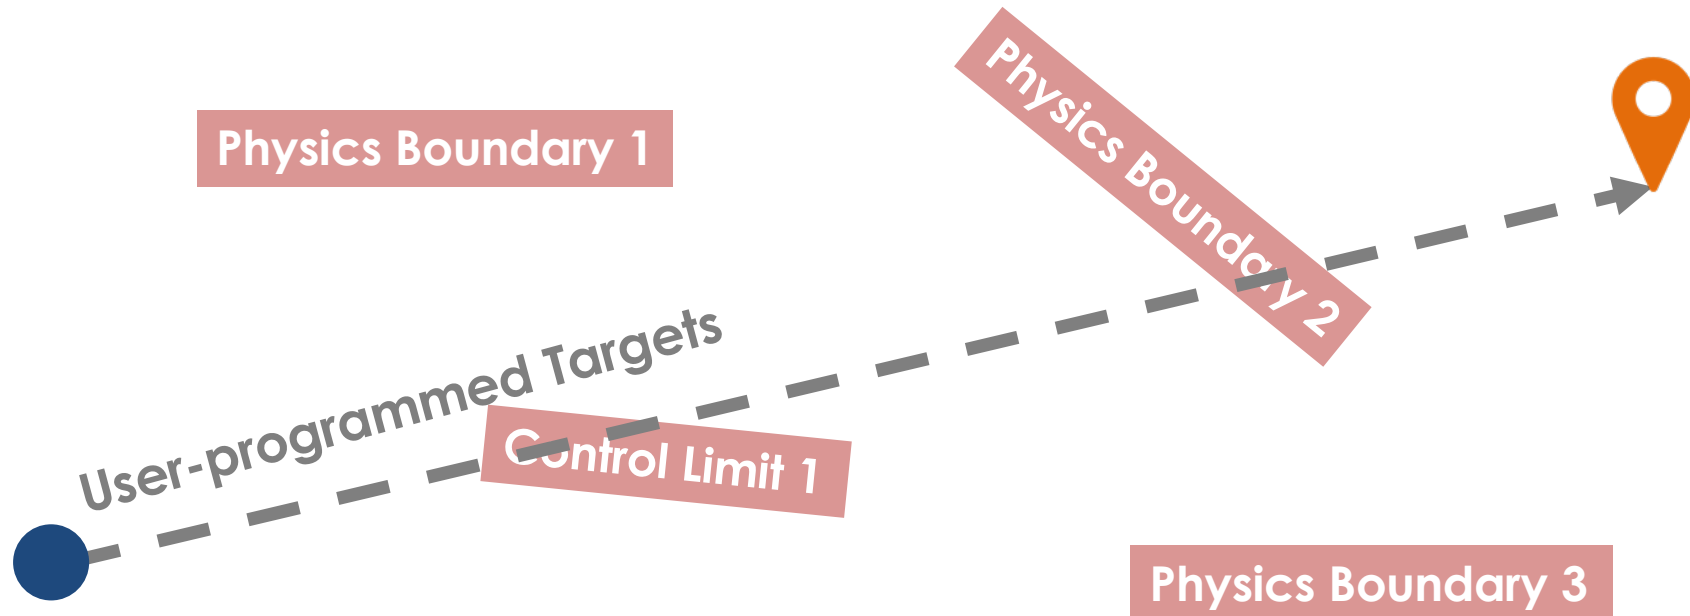 Physics Boundary 1
Physics Boundary 2
User-programmed Targets
Control Limit 1
Physics Boundary 3